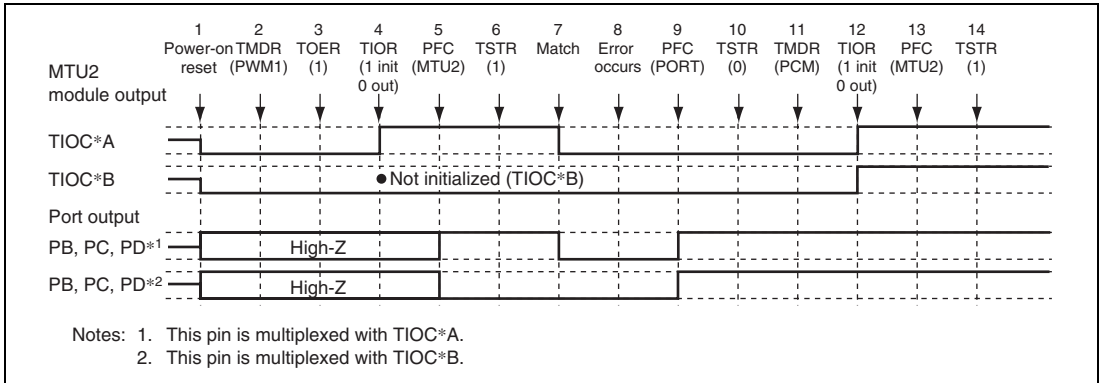 1 2 3 4 5 6 7 8 9 10 11 12 13 14
Power-on TMDR TOER TIOR PFC TSTR Match Error PFC TSTR TMDR TIOR PFC TSTR
reset (PWM1) (1) (1 init (MTU2) (1) occurs (PORT) (0) (PCM) (1 init (MTU2) (1)
0 out) 0 out)
MTU2
module output
TIOC*A
TIOC*B
● Not initialized (TIOC*B)
Port output
PB, PC, PD*1
High-Z
PB, PC, PD*2
High-Z
Notes: 1. This pin is multiplexed with TIOC*A.
2. This pin is multiplexed with TIOC*B.